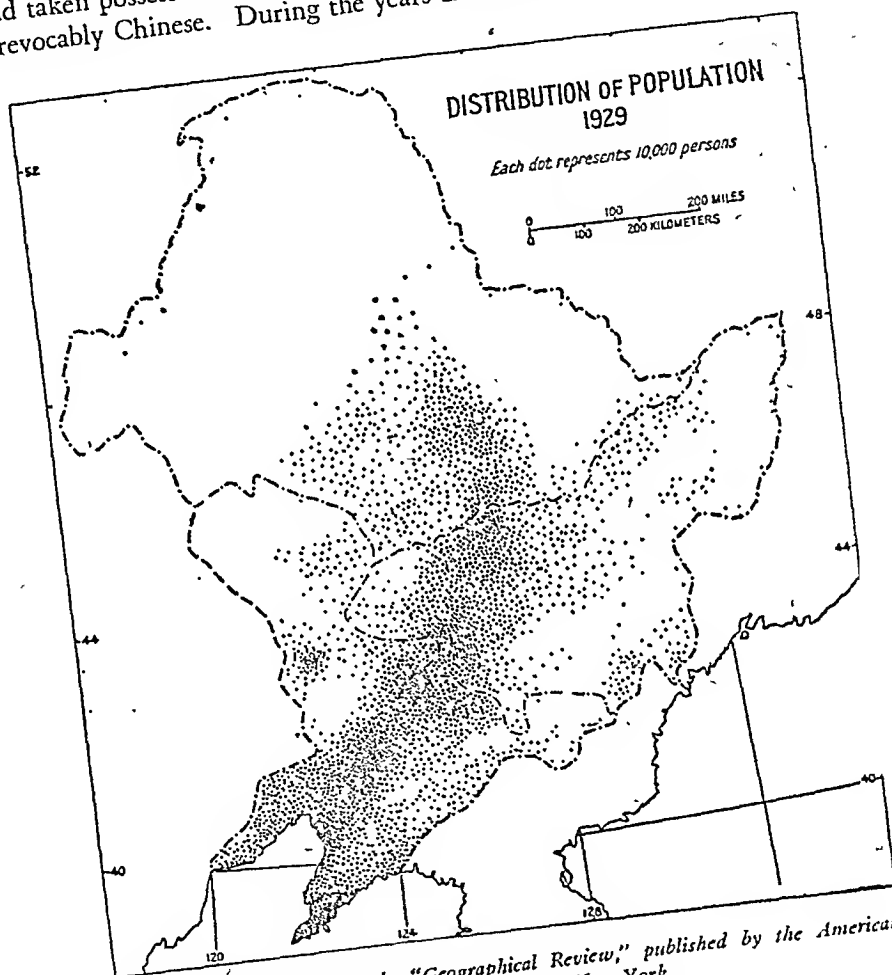 taken
revocably Chinese. During the years
DISTRIBUTION OF POPULATION
1929
Each dot represents 10,000 persons
0 100 200 MILES
0 100 200 KILOMETERS
52
48
44
44
40
40
120
124
128
"Geographical Review," published by the American
York